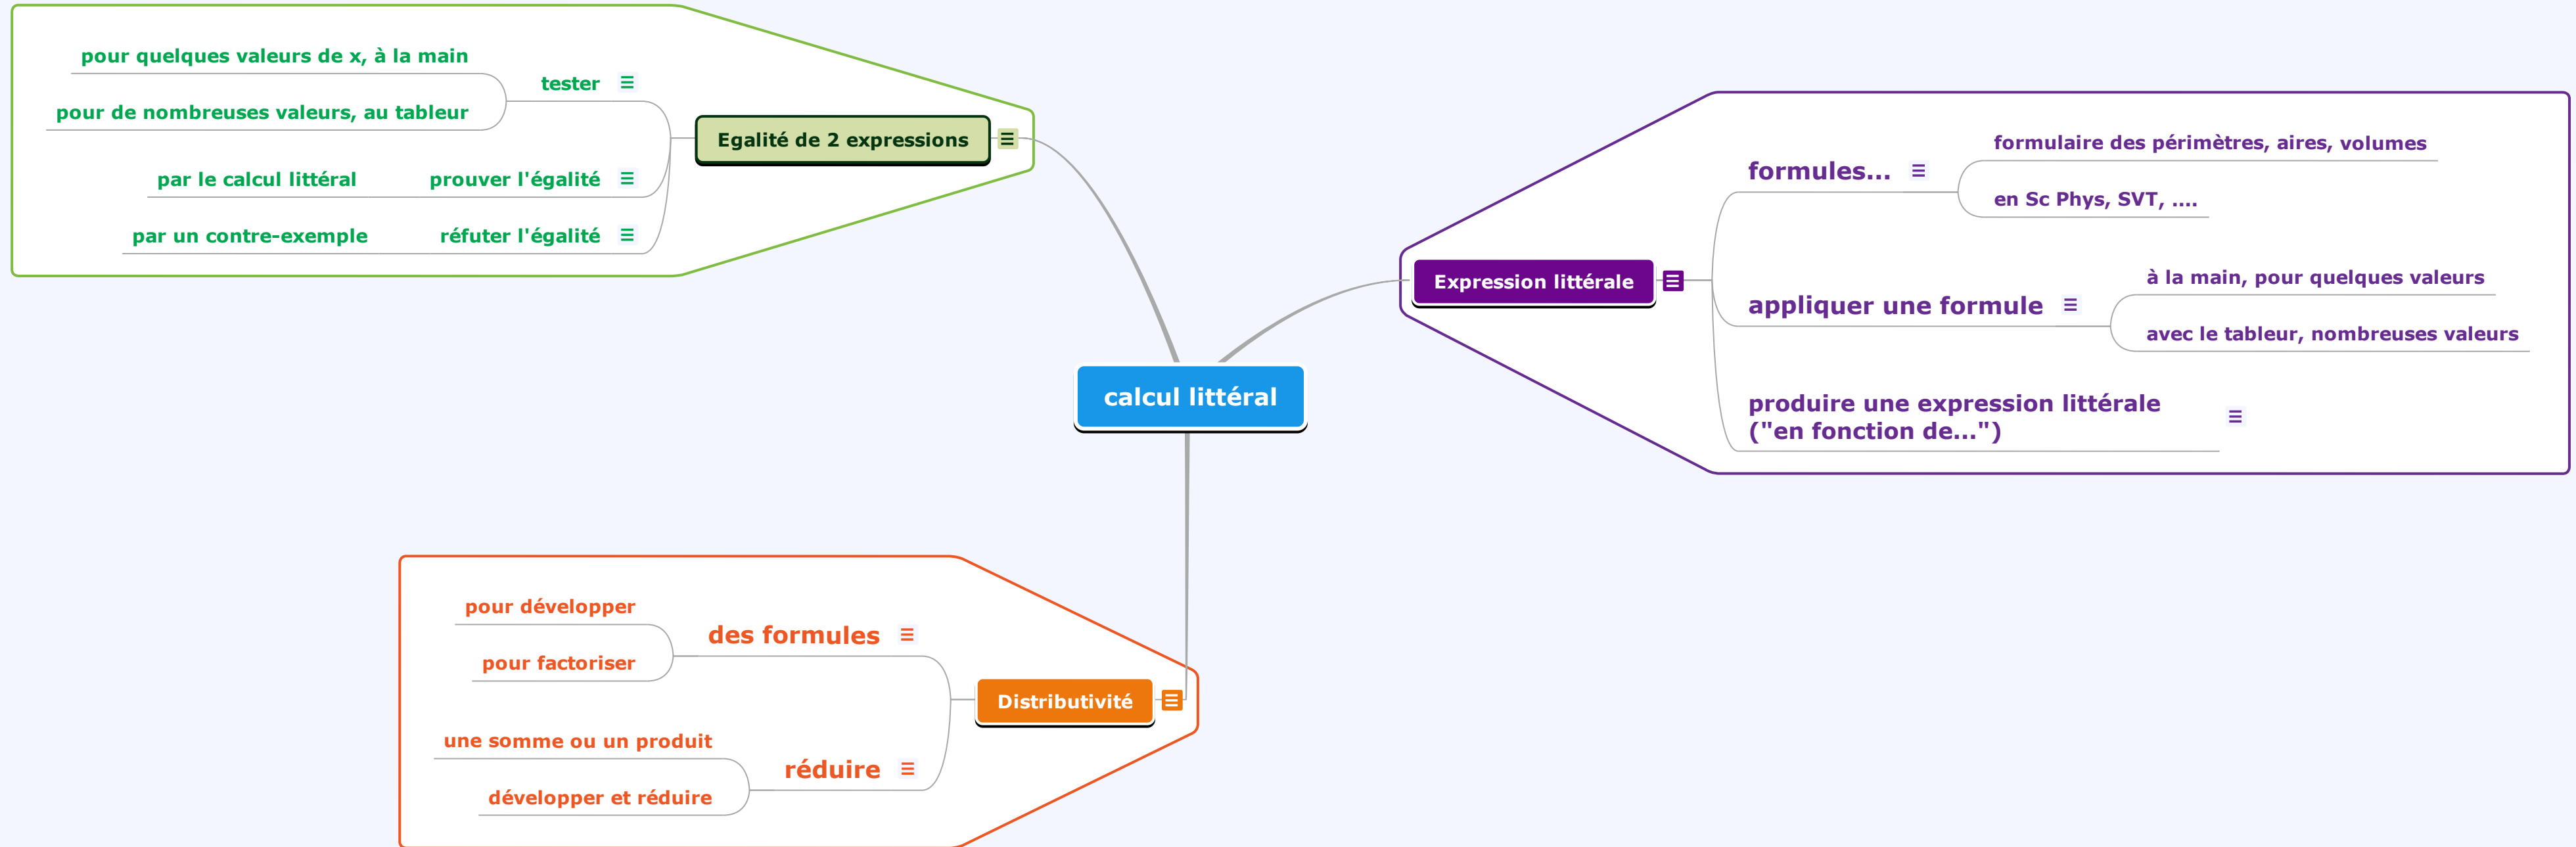 calcul littéral
Egalité de 2 expressions
tester
pour quelques valeurs de x, à la main
pour de nombreuses valeurs, au tableur
prouver l'égalité
par le calcul littéral
réfuter l'égalité
par un contre-exemple
Expression littérale
formules...
formulaire des périmètres, aires, volumes
en Sc Phys, SVT, ....
appliquer une formule
à la main, pour quelques valeurs
avec le tableur, nombreuses valeurs
produire une expression littérale
("en fonction de...")
Distributivité
des formules
pour développer
pour factoriser
réduire
une somme ou un produit
développer et réduire